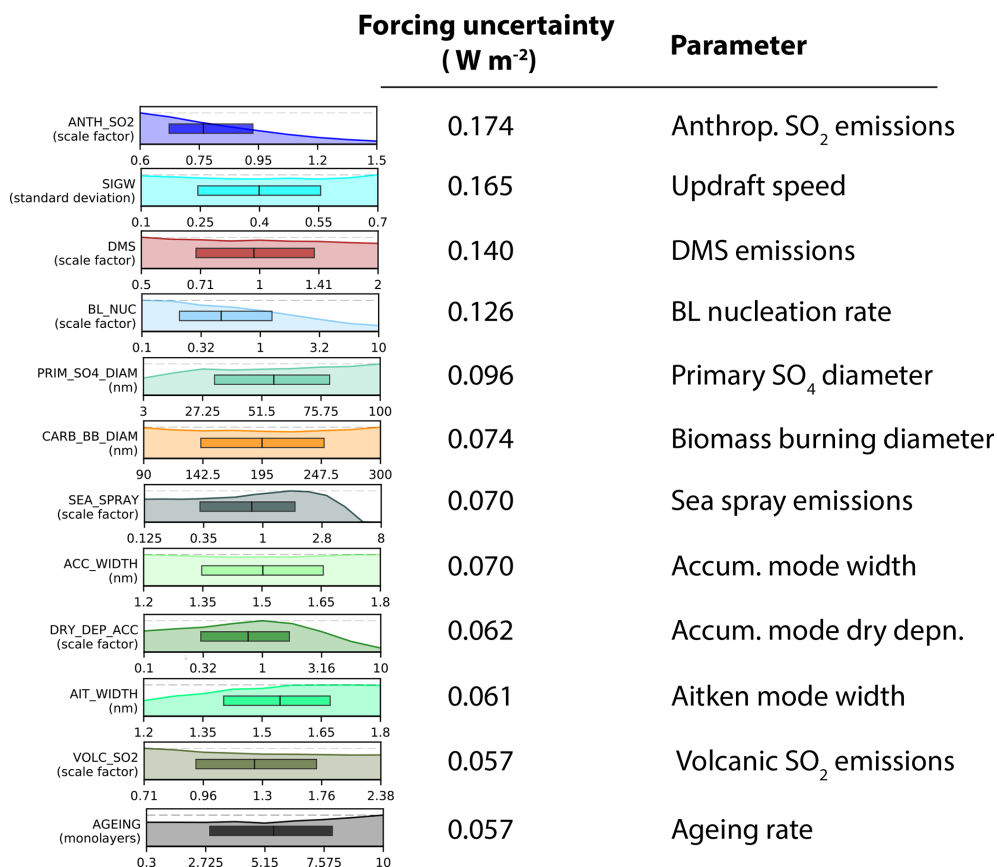 Forcing uncertainty
( W m-2)
Parameter
ANTH_SO2
(scale factor)
0.6 0.75 0.95 1.2 1.5
0.174
Anthrop. SO2 emissions
SIGW
(standard deviation)
0.1 0.25 0.4 0.55 0.7
0.165
Updraft speed
DMS
(scale factor)
0.5 0.71 1 1.41 2
0.140
DMS emissions
BL_NUC
(scale factor)
0.1 0.32 1 3.2 10
0.126
BL nucleation rate
PRIM_SO4_DIAM
(nm)
3 27.25 51.5 75.75 100
0.096
Primary SO4 diameter
CARB_BB_DIAM
(nm)
90 142.5 195 247.5 300
0.074
Biomass burning diameter
SEA_SPRAY
(scale factor)
0.125 0.35 1 2.8 8
0.070
Sea spray emissions
ACC_WIDTH
(nm)
1.2 1.35 1.5 1.65 1.8
0.070
Accum. mode width
DRY_DEP_ACC
(scale factor)
0.1 0.32 1 3.16 10
0.062
Accum. mode dry depn.
AIT_WIDTH
(nm)
1.2 1.35 1.5 1.65 1.8
0.061
Aitken mode width
VOLC_SO2
(scale factor)
0.71 0.96 1.3 1.76 2.38
0.057
Volcanic SO2 emissions
AGEING
(monolayers)
0.3 2.725 5.15 7.575 10
0.057
Ageing rate